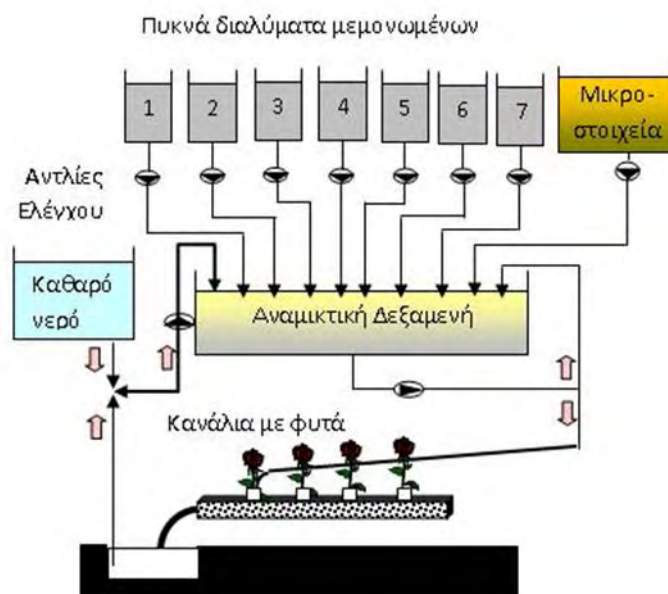 Πυκνά διαλύματα μεμονωμένων
1 2 3 4 5 6 7
Μικρο-
στοιχεία
Αντλίες
Ελέγχου
Καθαρό
νερό
Αναμικτική Δεξαμενή
Κανάλια με φυτά